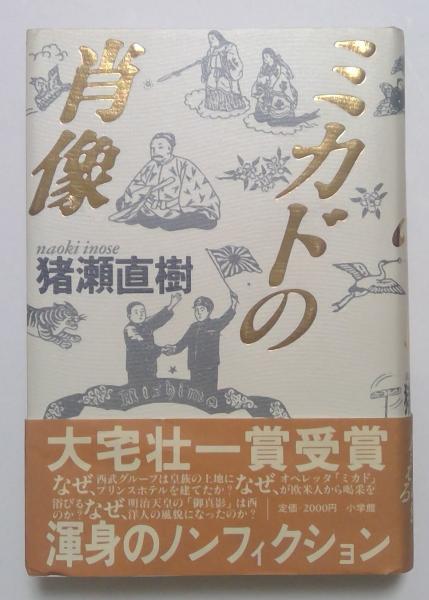 ミカドの
肖像
naoki inose
猪瀬直樹
Mishima
大宅壮一賞受賞
なぜ、西武グループは皇族の土地に
プリンスホテルを建てたか?
なぜ、オペレッタ「ミカド」
が欧米人から喝采を
浴びる
のか?
なぜ、明治天皇の「御真影」は西
洋人の風貌になったのか?
定価・2000円 小学館
渾身のノンフィクション